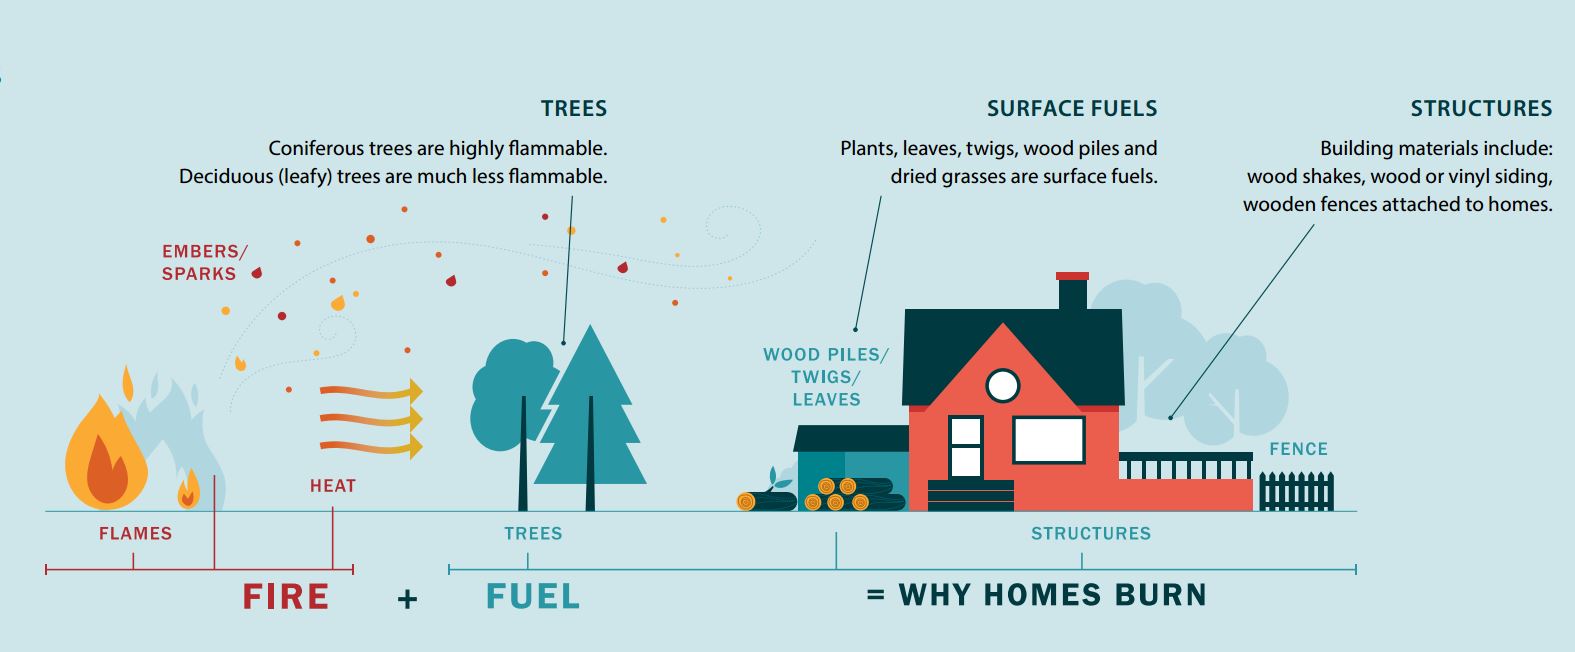 TREES
Coniferous trees are highly flammable.
Deciduous (leafy) trees are much less flammable.
SURFACE FUELS
Plants, leaves, twigs, wood piles and
dried grasses are surface fuels.
STRUCTURES
Building materials include:
wood shakes, wood or vinyl siding,
wooden fences attached to homes.
EMBERS/
SPARKS
WOOD PILES/
TWIGS/
LEAVES
FENCE
HEAT
FLAMES
TREES
STRUCTURES
FIRE + FUEL = WHY HOMES BURN